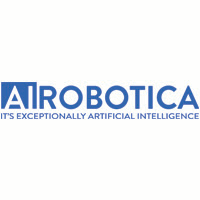 AIROBOTICA
IT'S EXCEPTIONALLY ARTIFICIAL INTELLIGENCE